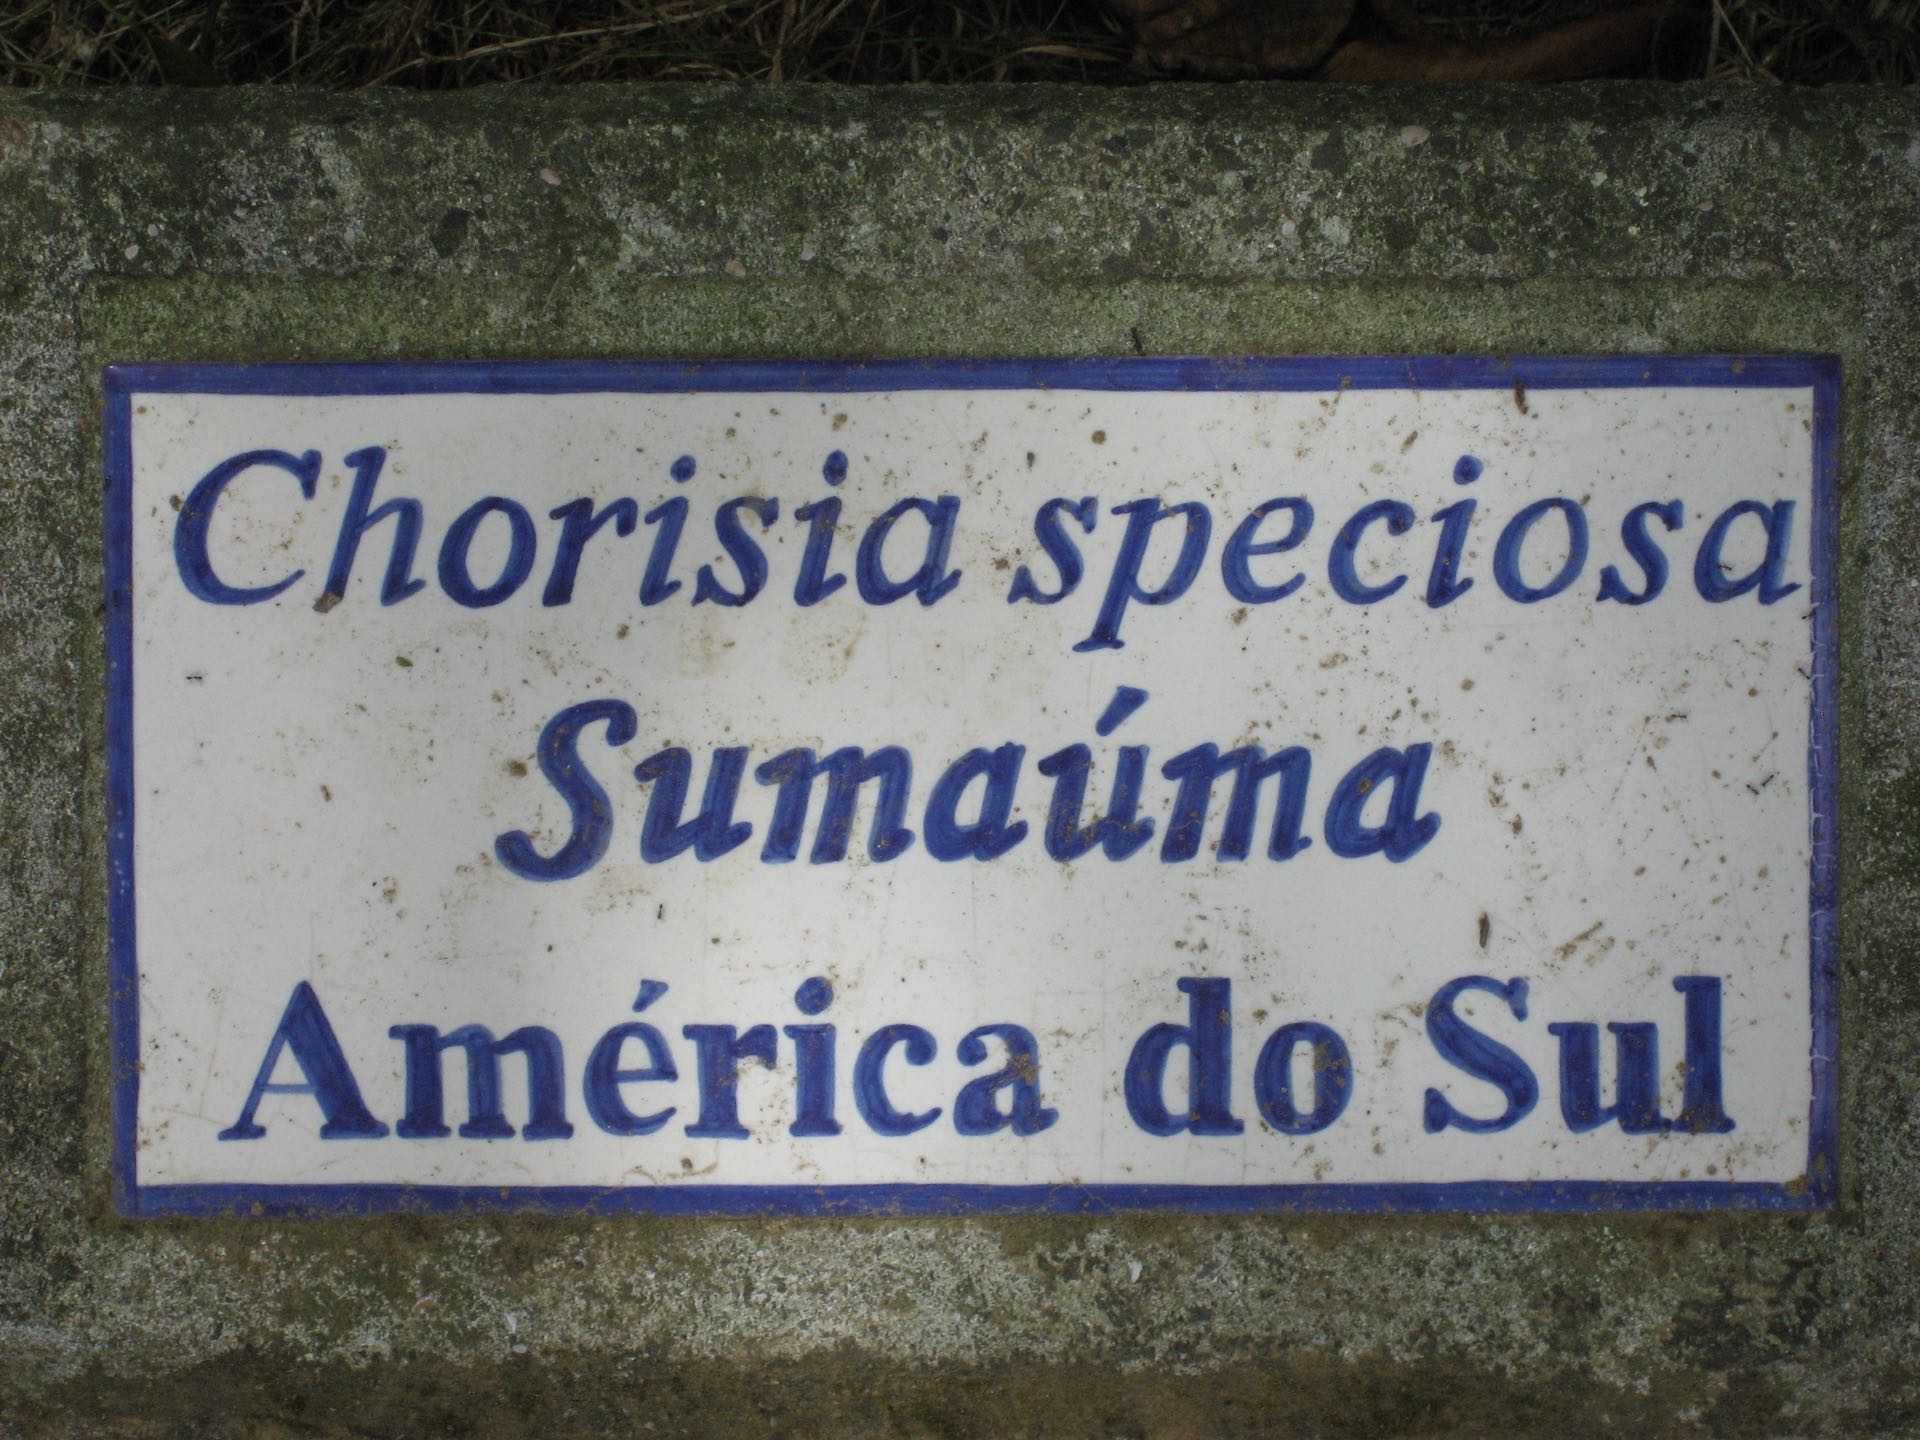 Chorisia speciosa
Sumaúma
América do Sul